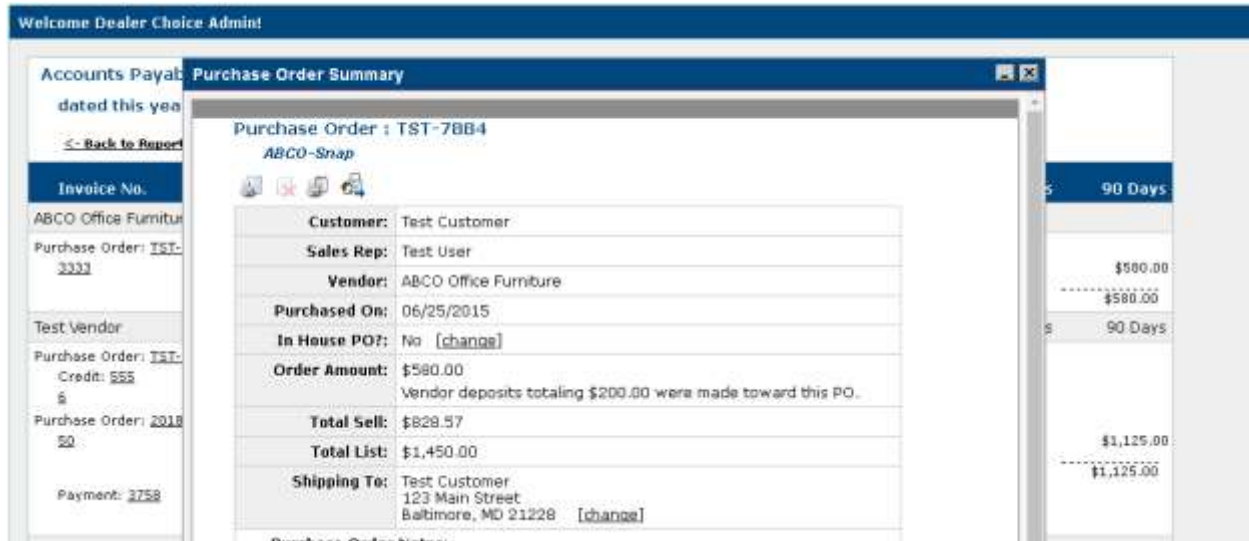 Welcome Dealer Choice Admin!
Accounts Payab
dated this yea
<- Back to Report
Invoice No.
ABCO Office Furnitur
Purchase Order: TST-
3333
Test Vendor
Purchase Order: TST-
Credit: 555
6
Purchase Order: 2018
50
Payment: 3758
Purchase Order Summary
Purchase Order : TST-7884
ABCO-Snap
Customer: Test Customer
Sales Rep: Test User
Vendor: ABCO Office Furniture
Purchased On: 06/25/2015
In House PO?: No [change]
Order Amount: $580.00
Vendor deposits totaling $200.00 were made toward this PO.
Total Sell: $828.57
Total List: $1,450.00
Shipping To: Test Customer
123 Main Street
Baltimore, MD 21228 [change]
s 90 Days
$580.00
$580.00
s 90 Days
$1,125.00
$1,125.00